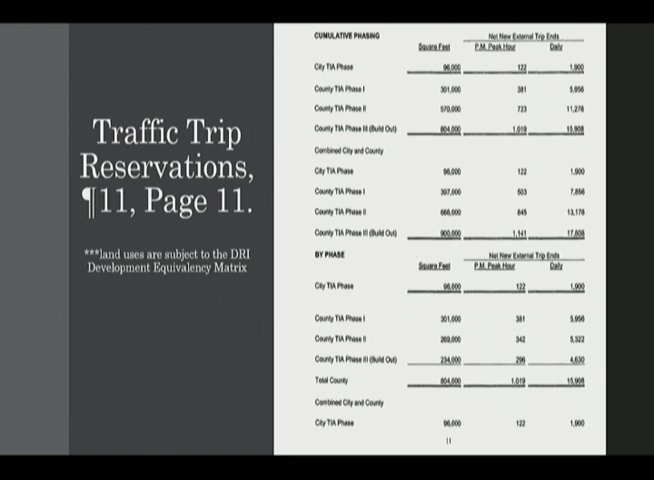 Traffic Trip
Reservations,
¶11, Page 11.
***land uses are subject to the DRI
Development Equivalency Matrix
CUMULATIVE PHASING Net New External Trip Ends
Square Feet P.M. Peak Hour Daily
City TIA Phase 96,000 122 1,900
County TIA Phase I 301,000 381 5,956
County TIA Phase II 570,000 723 11,278
County TIA Phase III (Build Out) 804,000 1,019 15,908
Combined City and County
City TIA Phase 96,000 122 1,900
County TIA Phase I 397,000 503 7,856
County TIA Phase II 666,000 845 13,178
County TIA Phase III (Build Out) 900,000 1,141 17,808
BY PHASE Net New External Trip Ends
Square Feet P.M. Peak Hour Daily
City TIA Phase 96,000 122 1,900
County TIA Phase I 301,000 381 5,956
County TIA Phase II 269,000 342 5,322
County TIA Phase III (Build Out) 234,000 296 4,630
Total County 804,000 1,019 15,908
Combined City and County
City TIA Phase 96,000 122 1,900
11